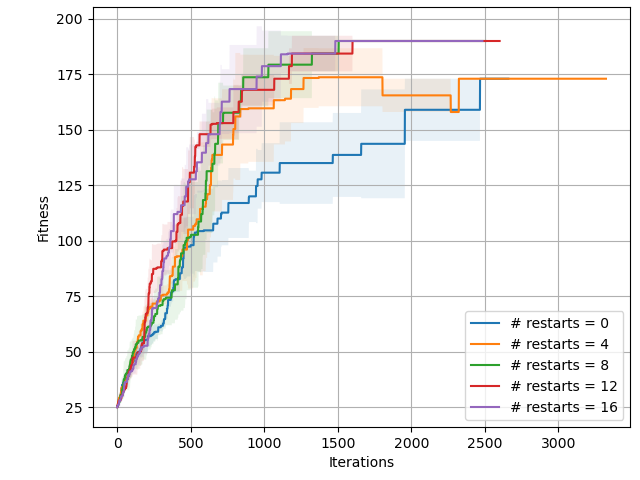 200
175
150
125
100
75
50
25
Fitness
0 500 1000 1500 2000 2500 3000
Iterations
# restarts = 0
# restarts = 4
# restarts = 8
# restarts = 12
# restarts = 16